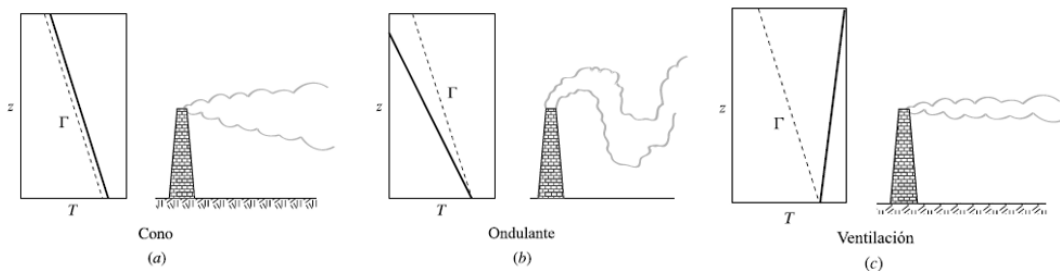 z
Γ
T
Cono
(a)
z
Γ
T
Ondulante
(b)
z
Γ
T
Ventilación
(c)